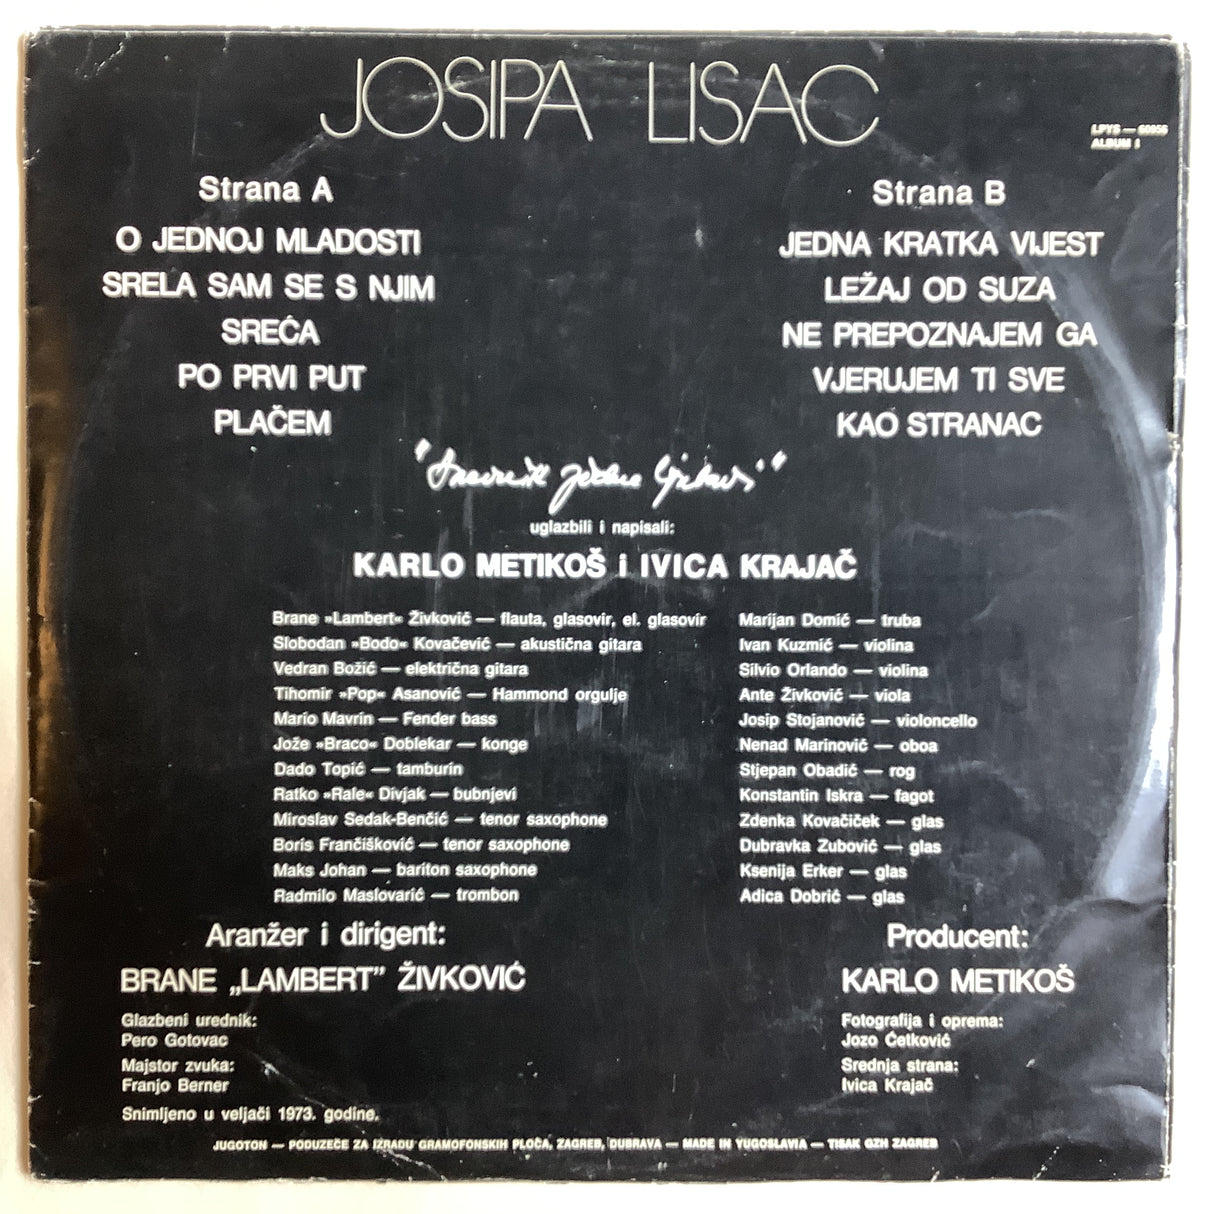 JOSIPA LISAC
LPYS — 60956
ALBUM 1
Strana A
O JEDNOJ MLADOSTI
SRELA SAM SE S NJIM
SREĆA
PO PRVI PUT
PLAČEM
Strana B
JEDNA KRATKA VIJEST
LEŽAJ OD SUZA
NE PREPOZNAJEM GA
VJERUJEM TI SVE
KAO STRANAC
"Dnevnik jedne ljubavi"
uglazbili i napisali:
KARLO METIKOŠ i IVICA KRAJAČ
Brane »Lambert« Živković — flauta, glasovir, el. glasovir
Slobodan »Bodo« Kovačević — akustična gitara
Vedran Božić — električna gitara
Tihomir »Pop« Asanović — Hammond orgulje
Mario Mavrin — Fender bass
Jože »Braco« Doblekar — konge
Dado Topić — tamburin
Ratko »Rale« Divjak — bubnjevi
Miroslav Sedak-Benčić — tenor saxophone
Boris Frančišković — tenor saxophone
Maks Johan — bariton saxophone
Radmilo Maslovarić — trombon
Marijan Domić — truba
Ivan Kuzmić — violina
Silvio Orlando — violina
Ante Živković — viola
Josip Stojanović — violoncello
Nenad Marinović — oboa
Stjepan Obadić — rog
Konstantin Iskra — fagot
Zdenka Kovačiček — glas
Dubravka Zubović — glas
Ksenija Erker — glas
Adica Dobrić — glas
Aranžer i dirigent:
BRANE „LAMBERT” ŽIVKOVIĆ
Glazbeni urednik:
Pero Gotovac
Majstor zvuka:
Franjo Berner
Snimljeno u veljači 1973. godine.
Producent:
KARLO METIKOŠ
Fotografija i oprema:
Jozo Ćetković
Srednja strana:
Ivica Krajač
JUGOTON — PODUZEĆE ZA IZRADU GRAMOFONSKIH PLOČA, ZAGREB, DUBRAVA — MADE IN YUGOSLAVIA — TISAK GZH ZAGREB